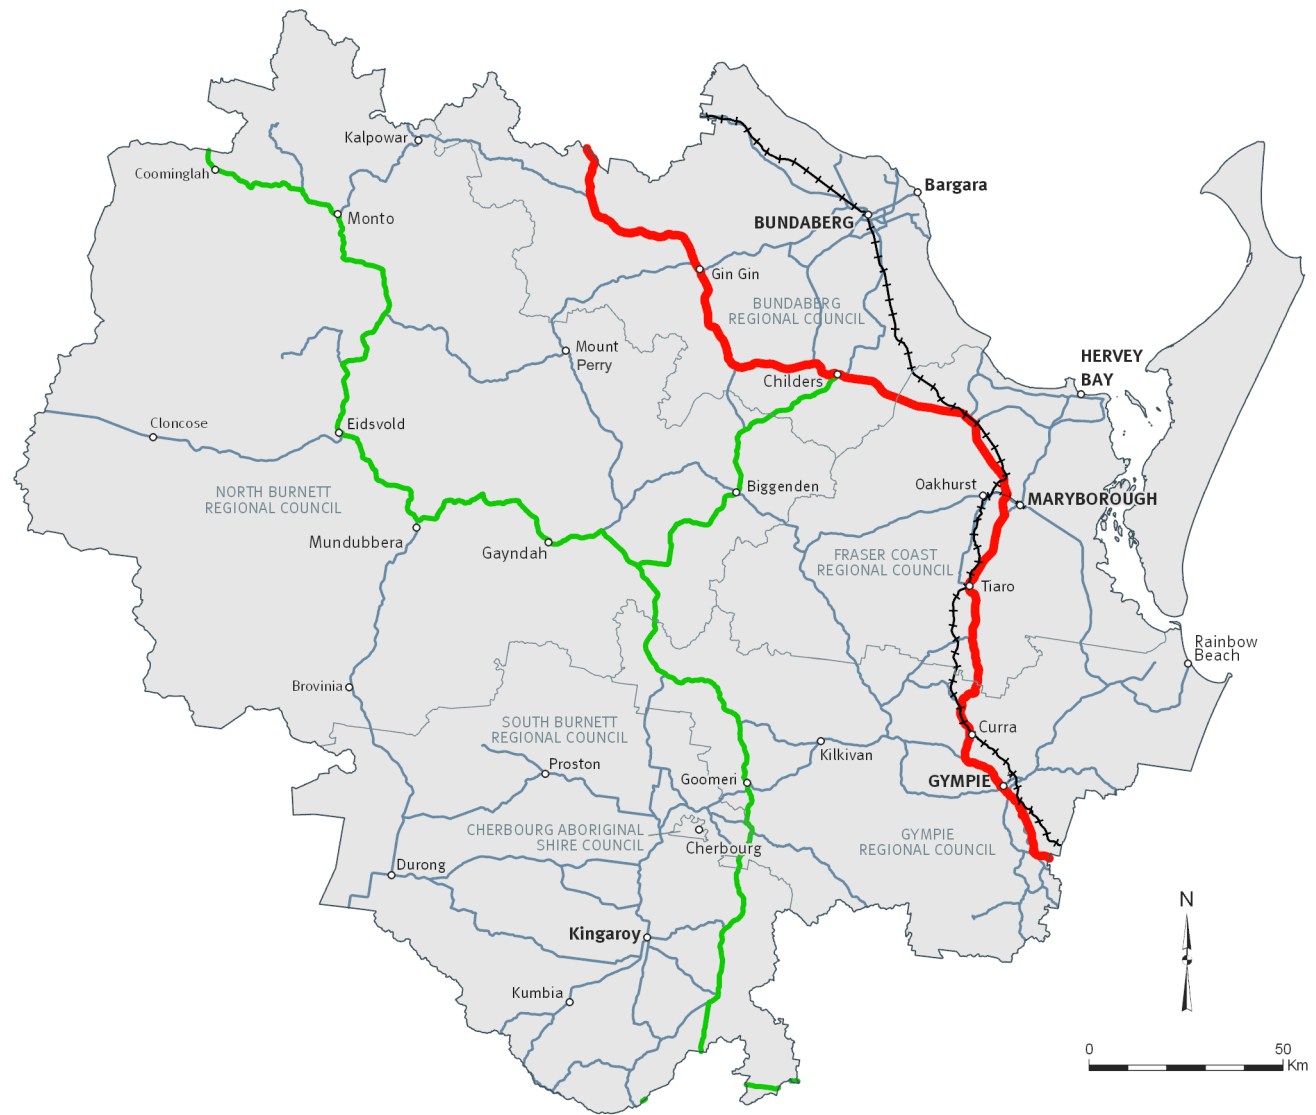 Kalpowar
Coominglah
Bargara
Monto
BUNDABERG
Gin Gin
BUNDABERG
REGIONAL COUNCIL
Mount
Perry
HERVEY
BAY
Childers
Cloncose
Eidsvold
Oakhurst
Biggenden
NORTH BURNETT
REGIONAL COUNCIL
MARYBOROUGH
Mundubbera
Gayndah
FRASER COAST
REGIONAL COUNCIL
Tiaro
Rainbow
Beach
Brovinia
SOUTH BURNETT
REGIONAL COUNCIL
Curra
Kilkivan
Proston
Goomeri
GYMPIE
CHERBOURG ABORIGINAL
SHIRE COUNCIL
Cherbourg
GYMPIE
REGIONAL COUNCIL
Durong
N
Kingaroy
Kumbia
0 50
Km